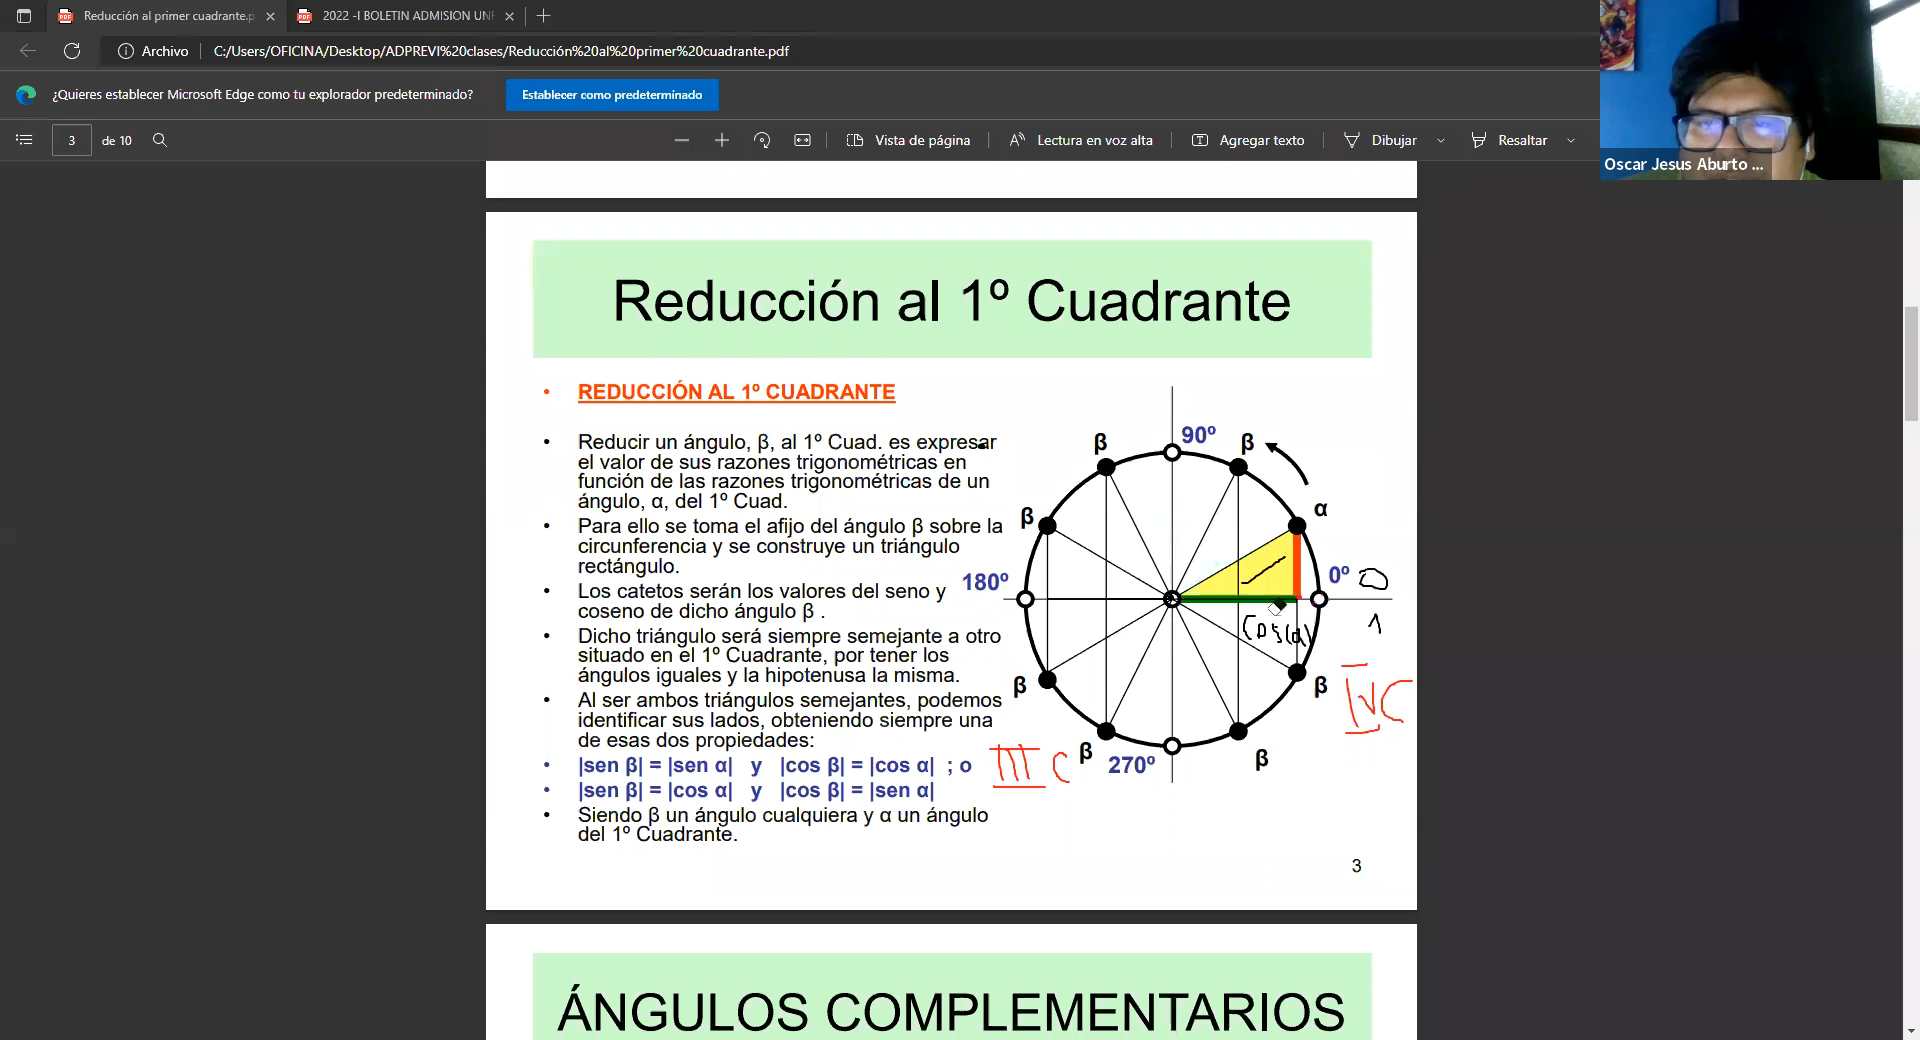 Reducción al primer cuadrante.p
2022 -I BOLETIN ADMISION UNF
Archivo
C:/Users/OFICINA/Desktop/ADPREVI%20clases/Reducción%20al%20primer%20cuadrante.pdf
¿Quieres establecer Microsoft Edge como tu explorador predeterminado?
Establecer como predeterminado
3 de 10
Vista de página
Lectura en voz alta
Agregar texto
Dibujar
Resaltar
Oscar Jesus Aburto ...
Reducción al 1º Cuadrante
• REDUCCIÓN AL 1º CUADRANTE
• Reducir un ángulo, β, al 1º Cuad. es expresar
el valor de sus razones trigonométricas en
función de las razones trigonométricas de un
ángulo, α, del 1º Cuad.
• Para ello se toma el afijo del ángulo β sobre la
circunferencia y se construye un triángulo
rectángulo.
• Los catetos serán los valores del seno y
coseno de dicho ángulo β .
• Dicho triángulo será siempre semejante a otro
situado en el 1º Cuadrante, por tener los
ángulos iguales y la hipotenusa la misma.
• Al ser ambos triángulos semejantes, podemos
identificar sus lados, obteniendo siempre una
de esas dos propiedades:
• |sen β| = |sen α| y |cos β| = |cos α| ; o
• |sen β| = |cos α| y |cos β| = |sen α|
• Siendo β un ángulo cualquiera y α un ángulo
del 1º Cuadrante.
90º
β
β
α
β
180º
0º
0
1
Cos(α)
β
β
IVC
β
270º
β
III C
3
ÁNGULOS COMPLEMENTARIOS